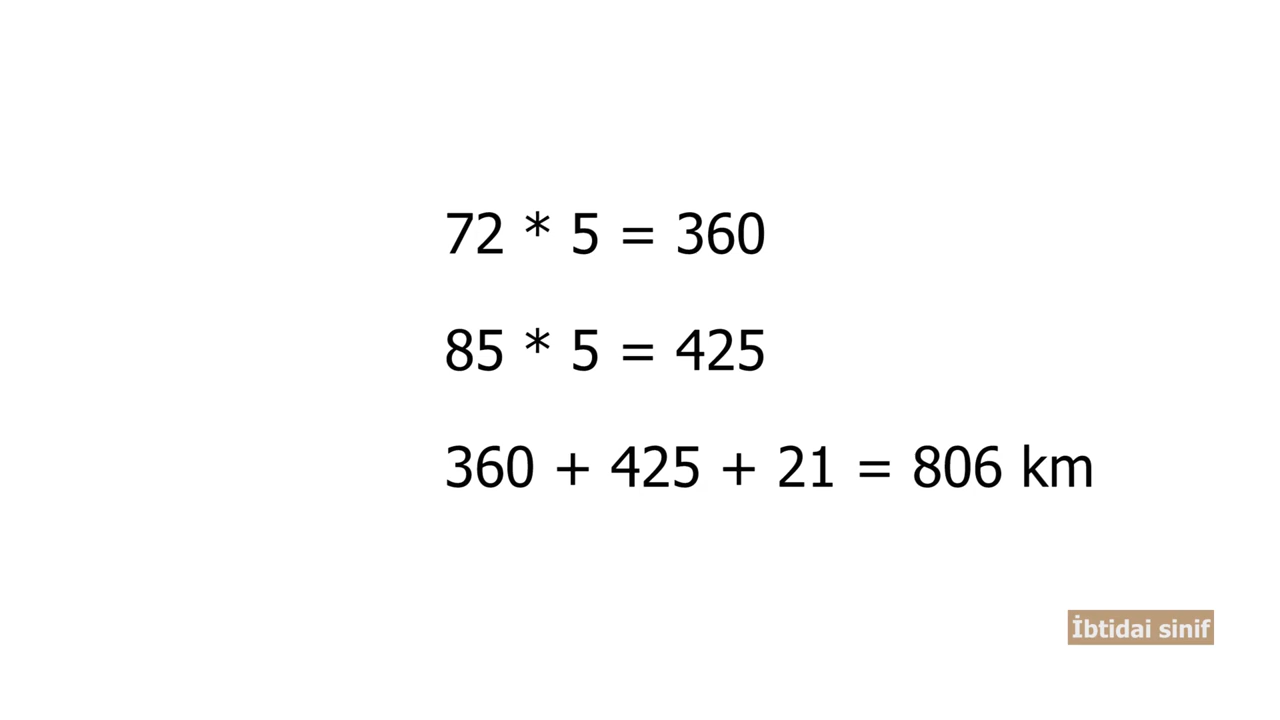 72 * 5 = 360
85 * 5 = 425
360 + 425 + 21 = 806 km
İbtidai sinif